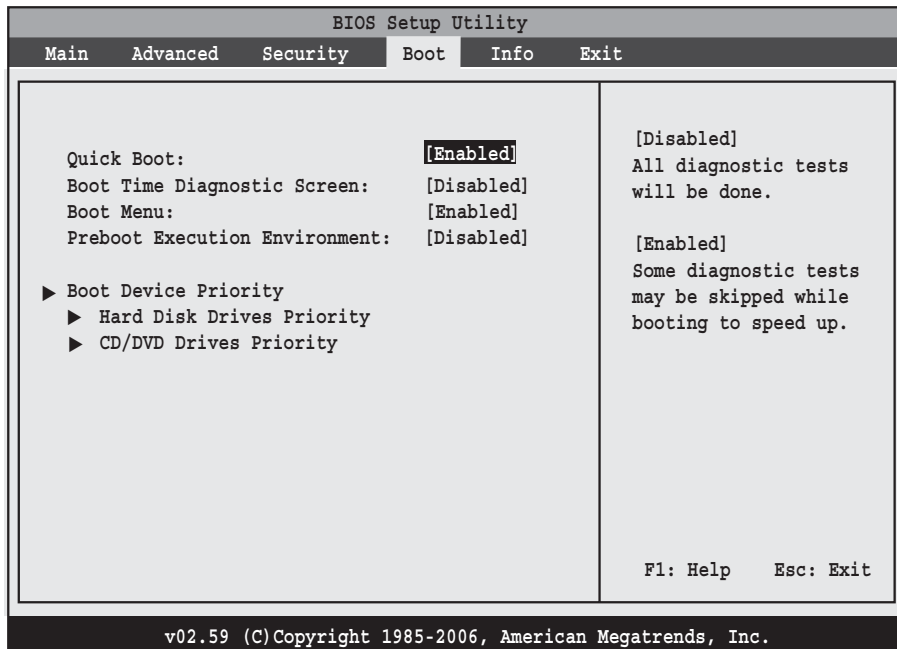 BIOS Setup Utility
Main Advanced Security Boot Info Exit
Quick Boot: [Enabled]
Boot Time Diagnostic Screen: [Disabled]
Boot Menu: [Enabled]
Preboot Execution Environment: [Disabled]
▶ Boot Device Priority
▶ Hard Disk Drives Priority
▶ CD/DVD Drives Priority
[Disabled]
All diagnostic tests
will be done.
[Enabled]
Some diagnostic tests
may be skipped while
booting to speed up.
F1: Help Esc: Exit
v02.59 (C)Copyright 1985-2006, American Megatrends, Inc.